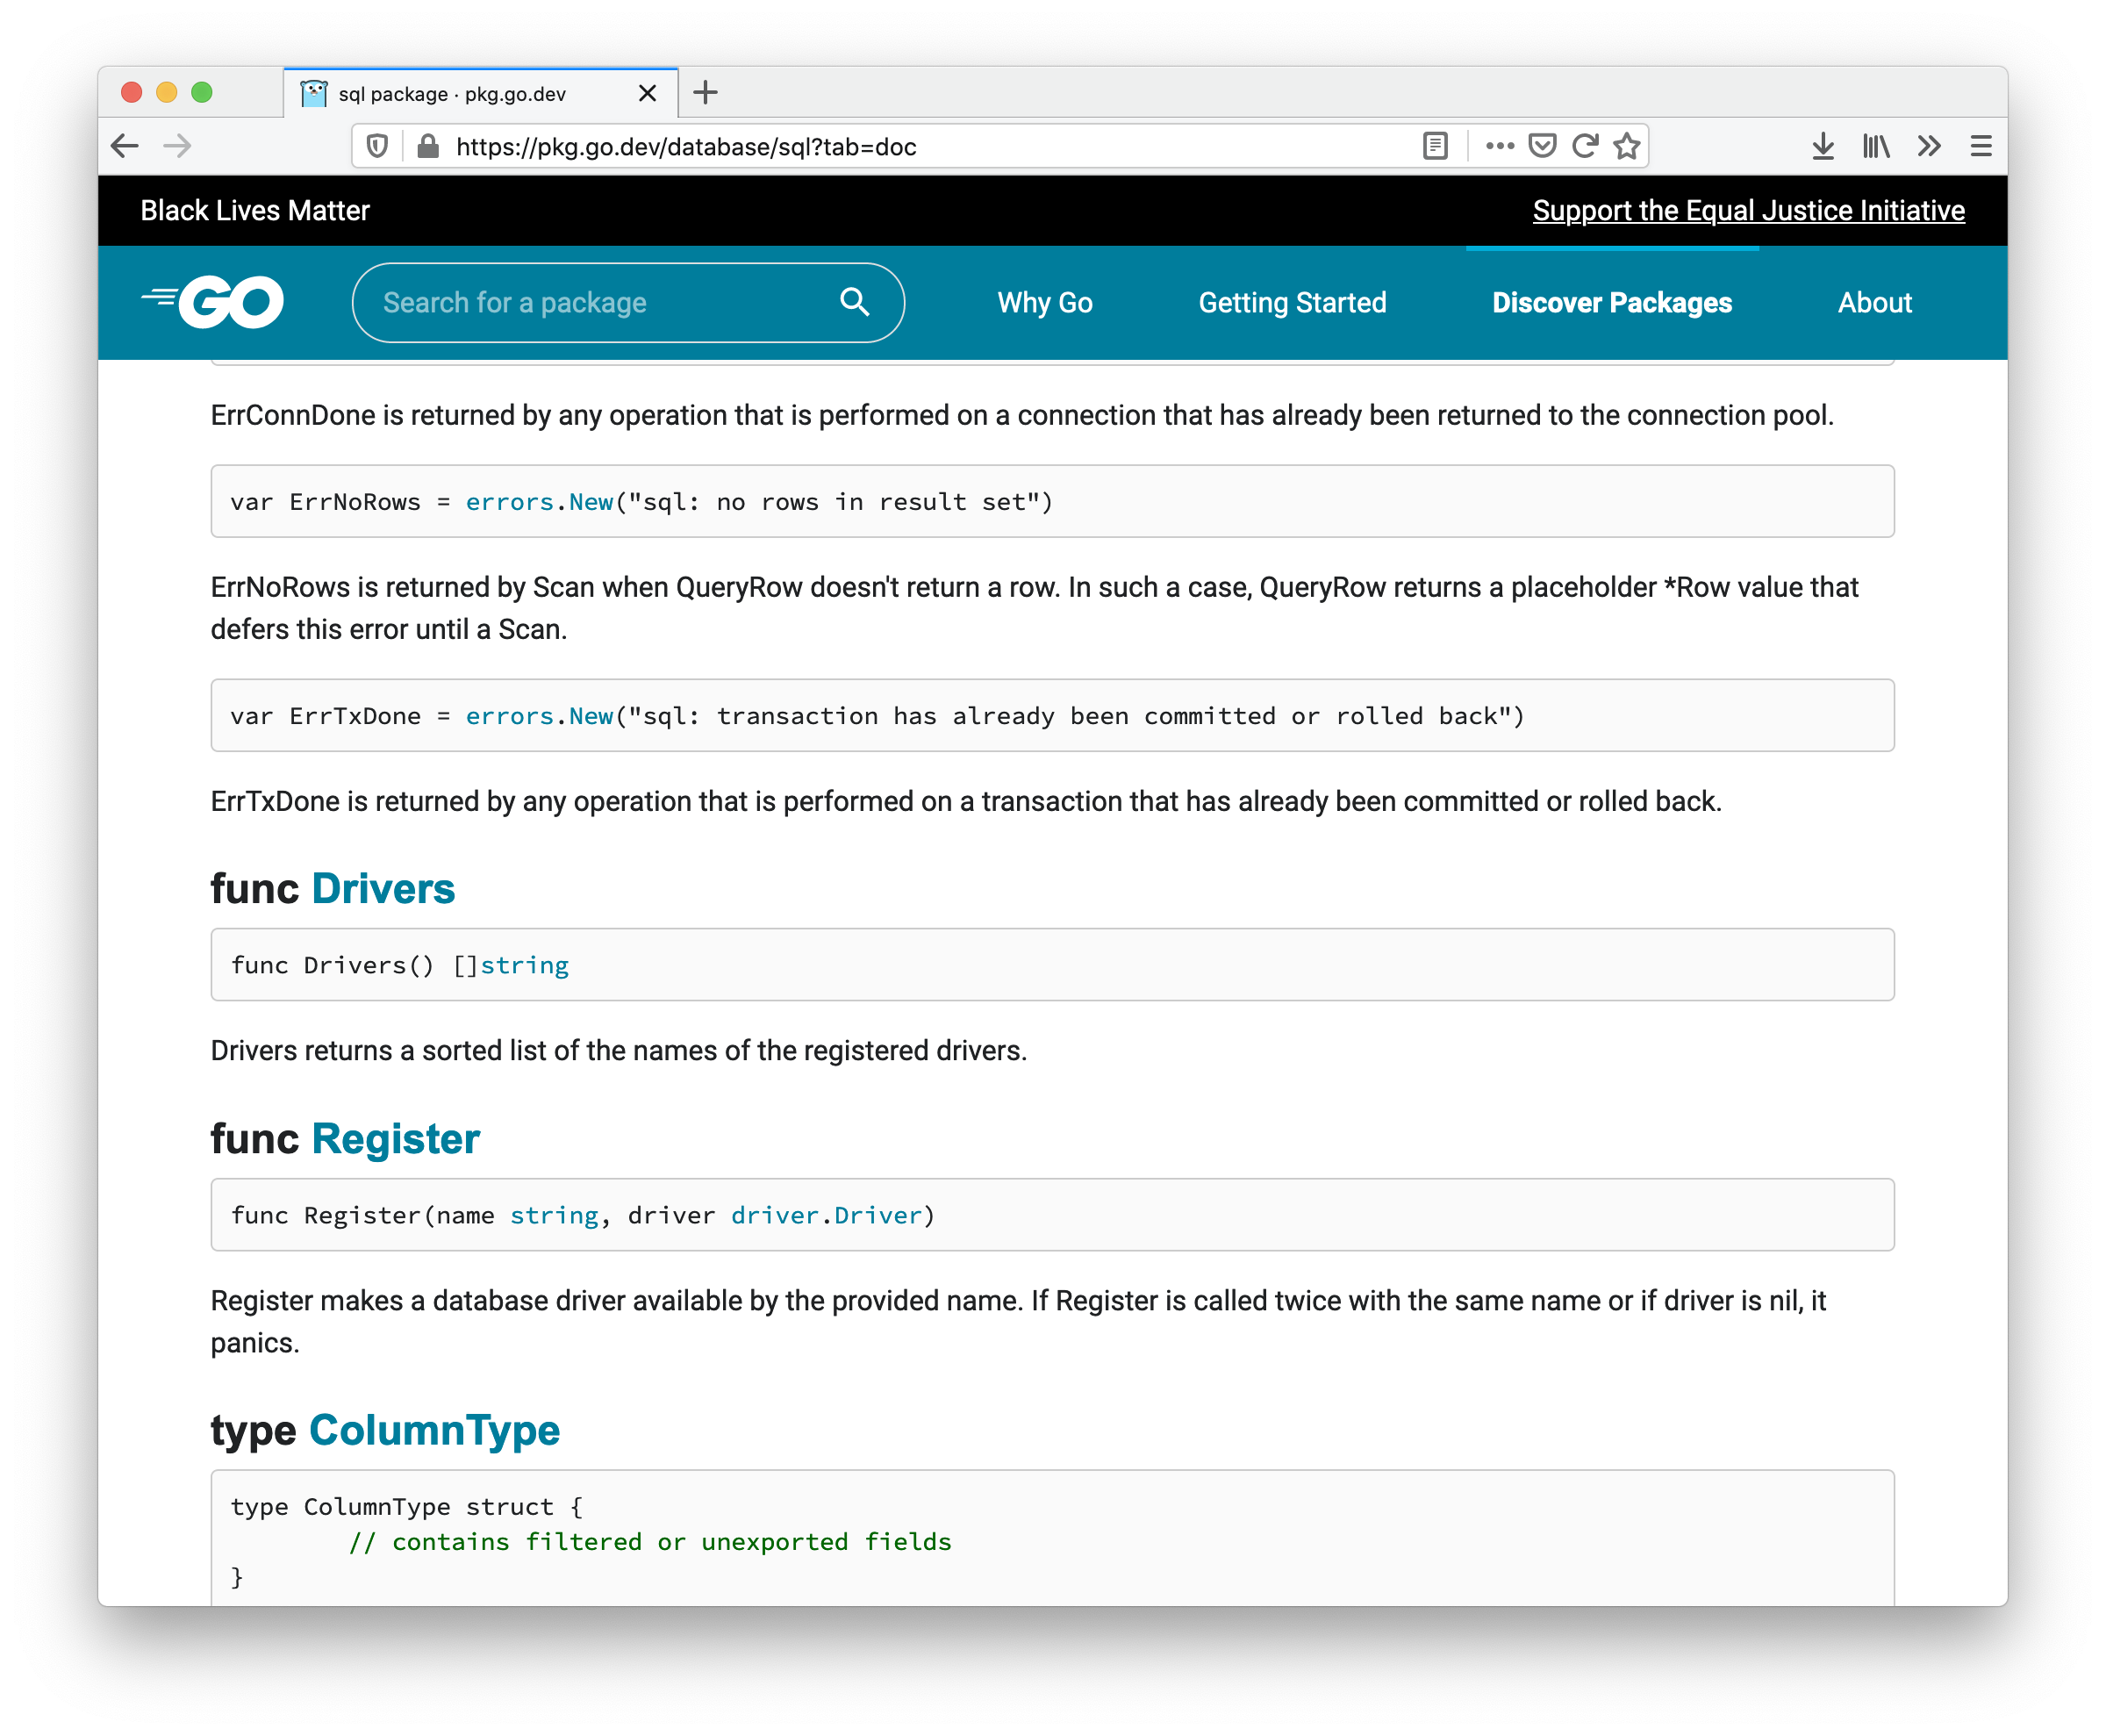 sql package · pkg.go.dev
https://pkg.go.dev/database/sql?tab=doc
Black Lives Matter
Support the Equal Justice Initiative
GO
Search for a package
Why Go
Getting Started
Discover Packages
About
ErrConnDone is returned by any operation that is performed on a connection that has already been returned to the connection pool.
var ErrNoRows = errors.New("sql: no rows in result set")
ErrNoRows is returned by Scan when QueryRow doesn't return a row. In such a case, QueryRow returns a placeholder *Row value that
defers this error until a Scan.
var ErrTxDone = errors.New("sql: transaction has already been committed or rolled back")
ErrTxDone is returned by any operation that is performed on a transaction that has already been committed or rolled back.
func Drivers
func Drivers() []string
Drivers returns a sorted list of the names of the registered drivers.
func Register
func Register(name string, driver driver.Driver)
Register makes a database driver available by the provided name. If Register is called twice with the same name or if driver is nil, it
panics.
type ColumnType
type ColumnType struct {
// contains filtered or unexported fields
}